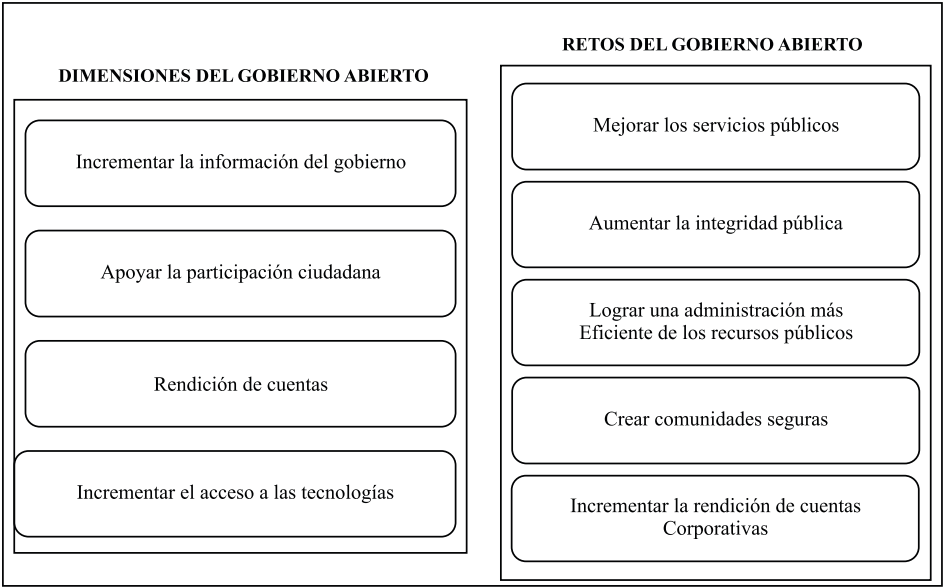 DIMENSIONES DEL GOBIERNO ABIERTO
Incrementar la información del gobierno
Apoyar la participación ciudadana
Rendición de cuentas
Incrementar el acceso a las tecnologías
RETOS DEL GOBIERNO ABIERTO
Mejorar los servicios públicos
Aumentar la integridad pública
Lograr una administración más
Eficiente de los recursos públicos
Crear comunidades seguras
Incrementar la rendición de cuentas
Corporativas